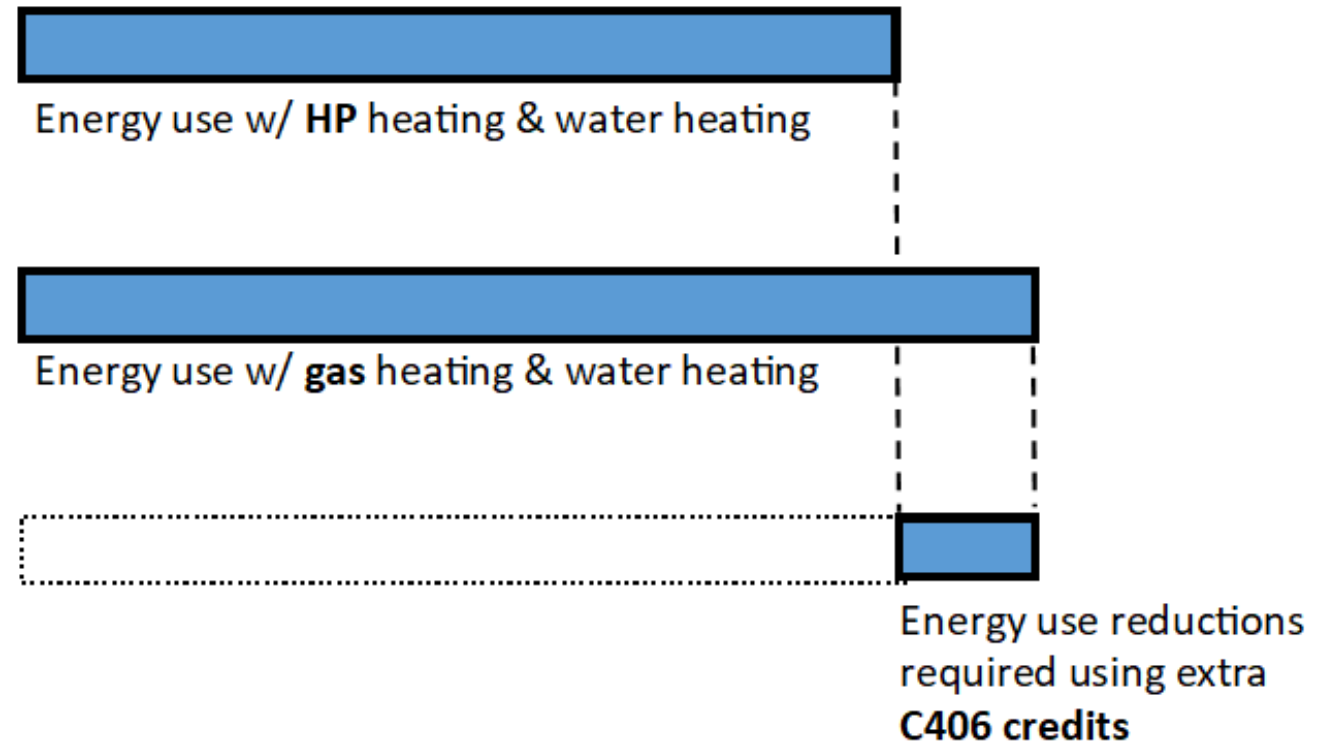 Energy use w/ HP heating & water heating
Energy use w/ gas heating & water heating
Energy use reductions
required using extra
C406 credits